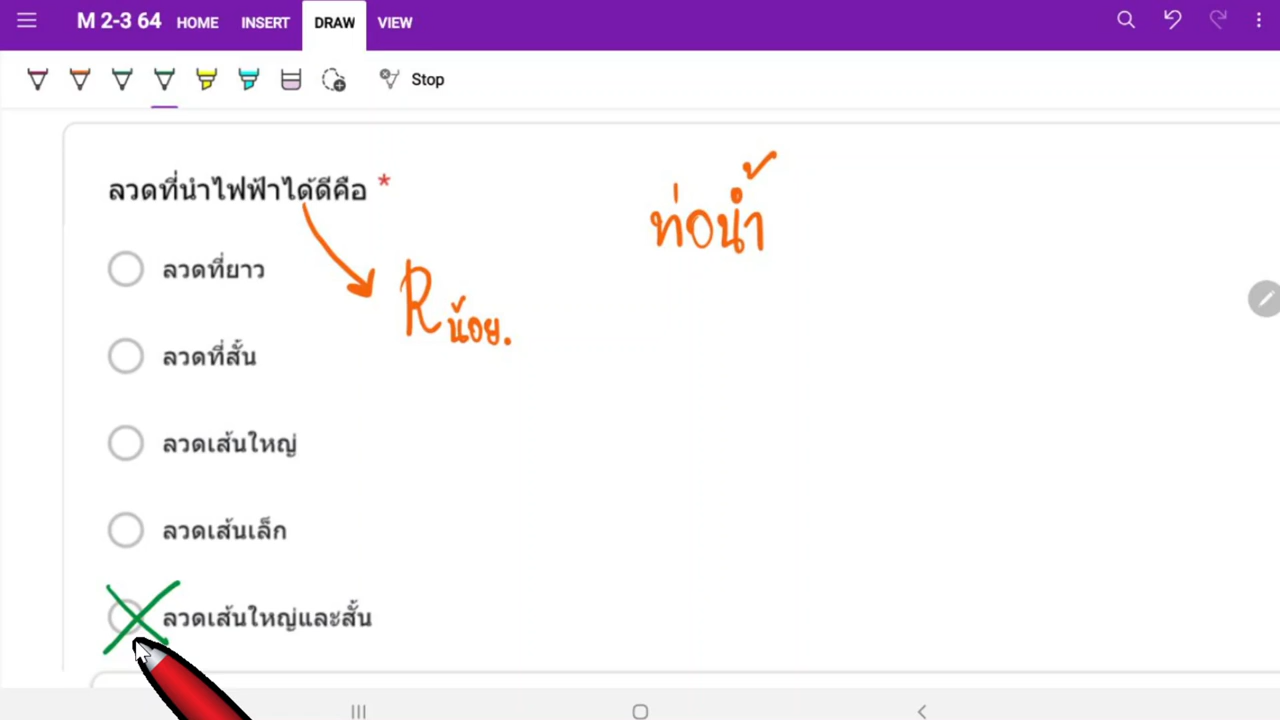 M 2-3 64 HOME INSERT DRAW VIEW
Stop
ลวดที่นำไฟฟ้าได้ดีคือ *
ท่อน้ำ
ลวดที่ยาว
R น้อย.
ลวดที่สั้น
ลวดเส้นใหญ่
ลวดเส้นเล็ก
ลวดเส้นใหญ่และสั้น